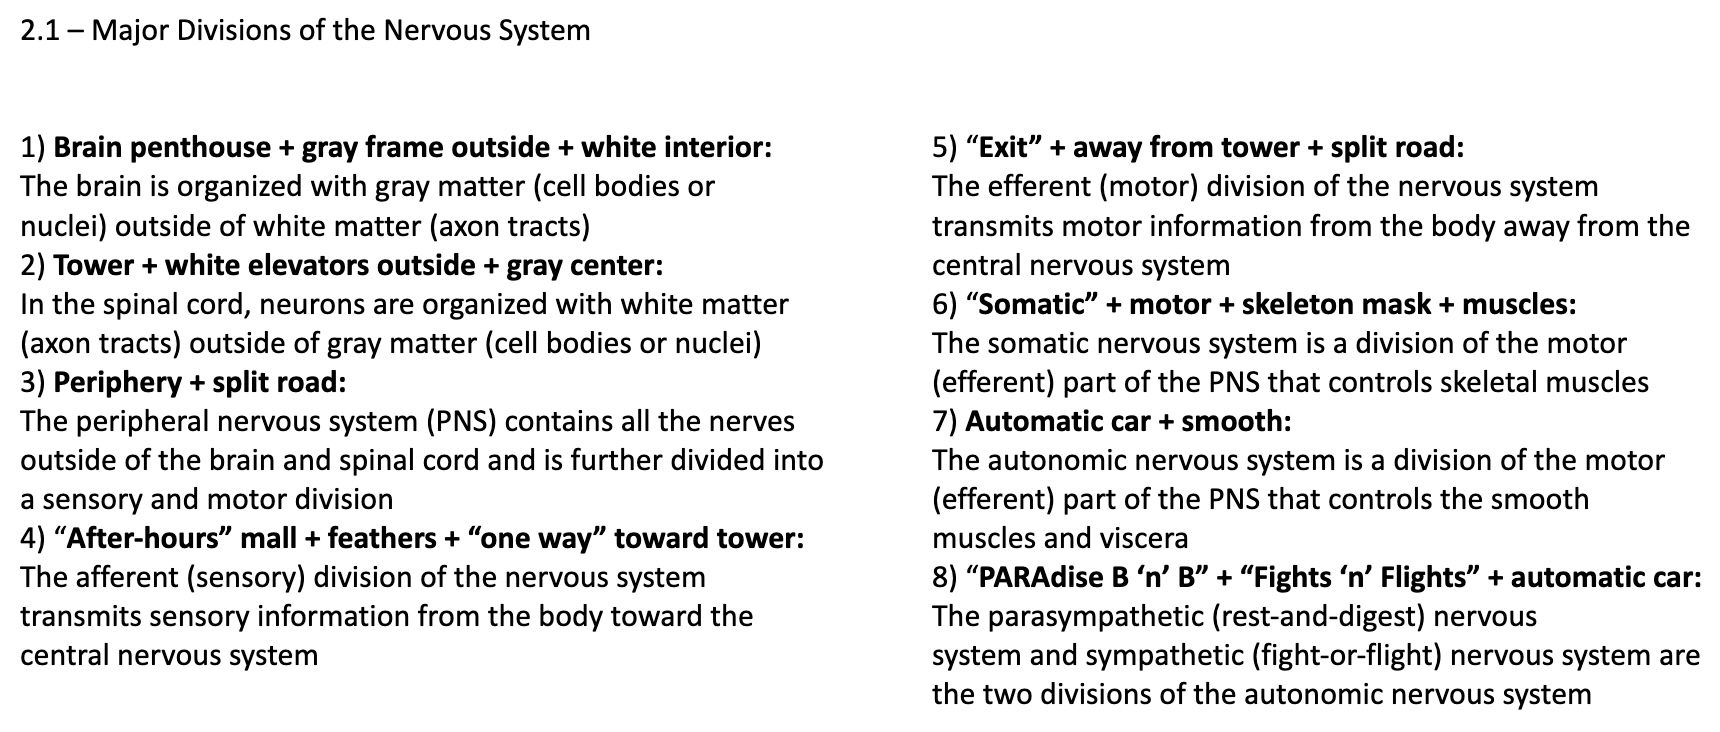 2.1 – Major Divisions of the Nervous System
1) Brain penthouse + gray frame outside + white interior:
The brain is organized with gray matter (cell bodies or
nuclei) outside of white matter (axon tracts)
2) Tower + white elevators outside + gray center:
In the spinal cord, neurons are organized with white matter
(axon tracts) outside of gray matter (cell bodies or nuclei)
3) Periphery + split road:
The peripheral nervous system (PNS) contains all the nerves
outside of the brain and spinal cord and is further divided into
a sensory and motor division
4) “After-hours” mall + feathers + “one way” toward tower:
The afferent (sensory) division of the nervous system
transmits sensory information from the body toward the
central nervous system
5) “Exit” + away from tower + split road:
The efferent (motor) division of the nervous system
transmits motor information from the body away from the
central nervous system
6) “Somatic” + motor + skeleton mask + muscles:
The somatic nervous system is a division of the motor
(efferent) part of the PNS that controls skeletal muscles
7) Automatic car + smooth:
The autonomic nervous system is a division of the motor
(efferent) part of the PNS that controls the smooth
muscles and viscera
8) “PARAdise B ‘n’ B” + “Fights ‘n’ Flights” + automatic car:
The parasympathetic (rest-and-digest) nervous
system and sympathetic (fight-or-flight) nervous system are
the two divisions of the autonomic nervous system